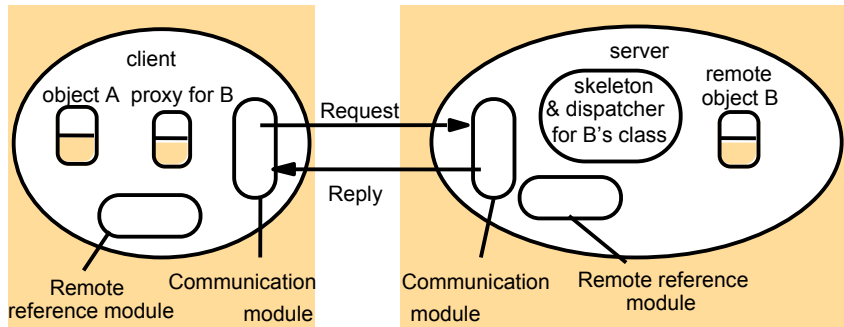 client
object A
proxy for B
Request
Reply
Remote
reference module
Communication
module
server
skeleton
& dispatcher
for B's class
remote
object B
Communication
module
Remote reference
module